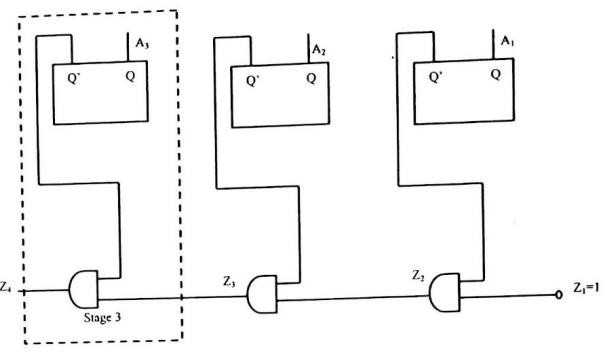 A3
A2
A1
Q' Q
Q' Q
Q' Q
Z4
Z3
Z2
Z1=1
Stage 3